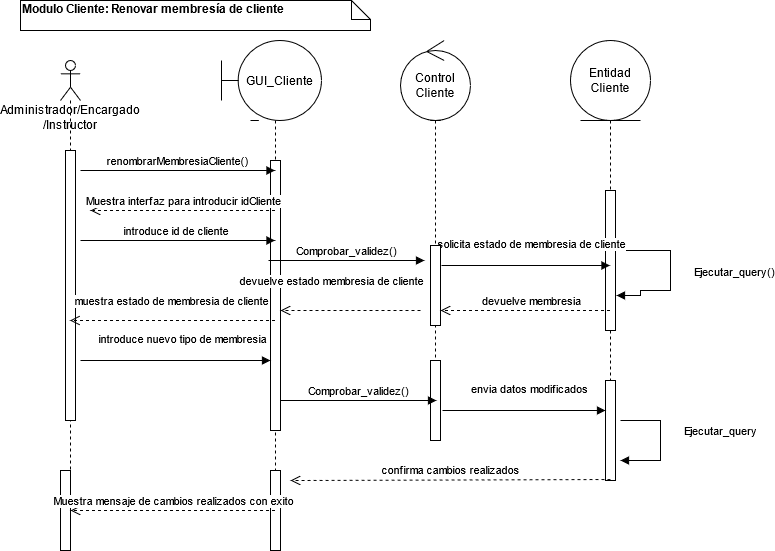 Modulo Cliente: Renovar membresía de cliente
GUI_Cliente
Control
Cliente
Entidad
Cliente
Administrador/Encargado
/Instructor
renombrarMembresiaCliente()
Muestra interfaz para introducir idCliente
introduce id de cliente
Comprobar_validez()
solicita estado de membresia de cliente
Ejecutar_query()
devuelve estado membresia de cliente
devuelve membresia
muestra estado de membresia de cliente
introduce nuevo tipo de membresia
Comprobar_validez()
envia datos modificados
Ejecutar_query
confirma cambios realizados
Muestra mensaje de cambios realizados con exito